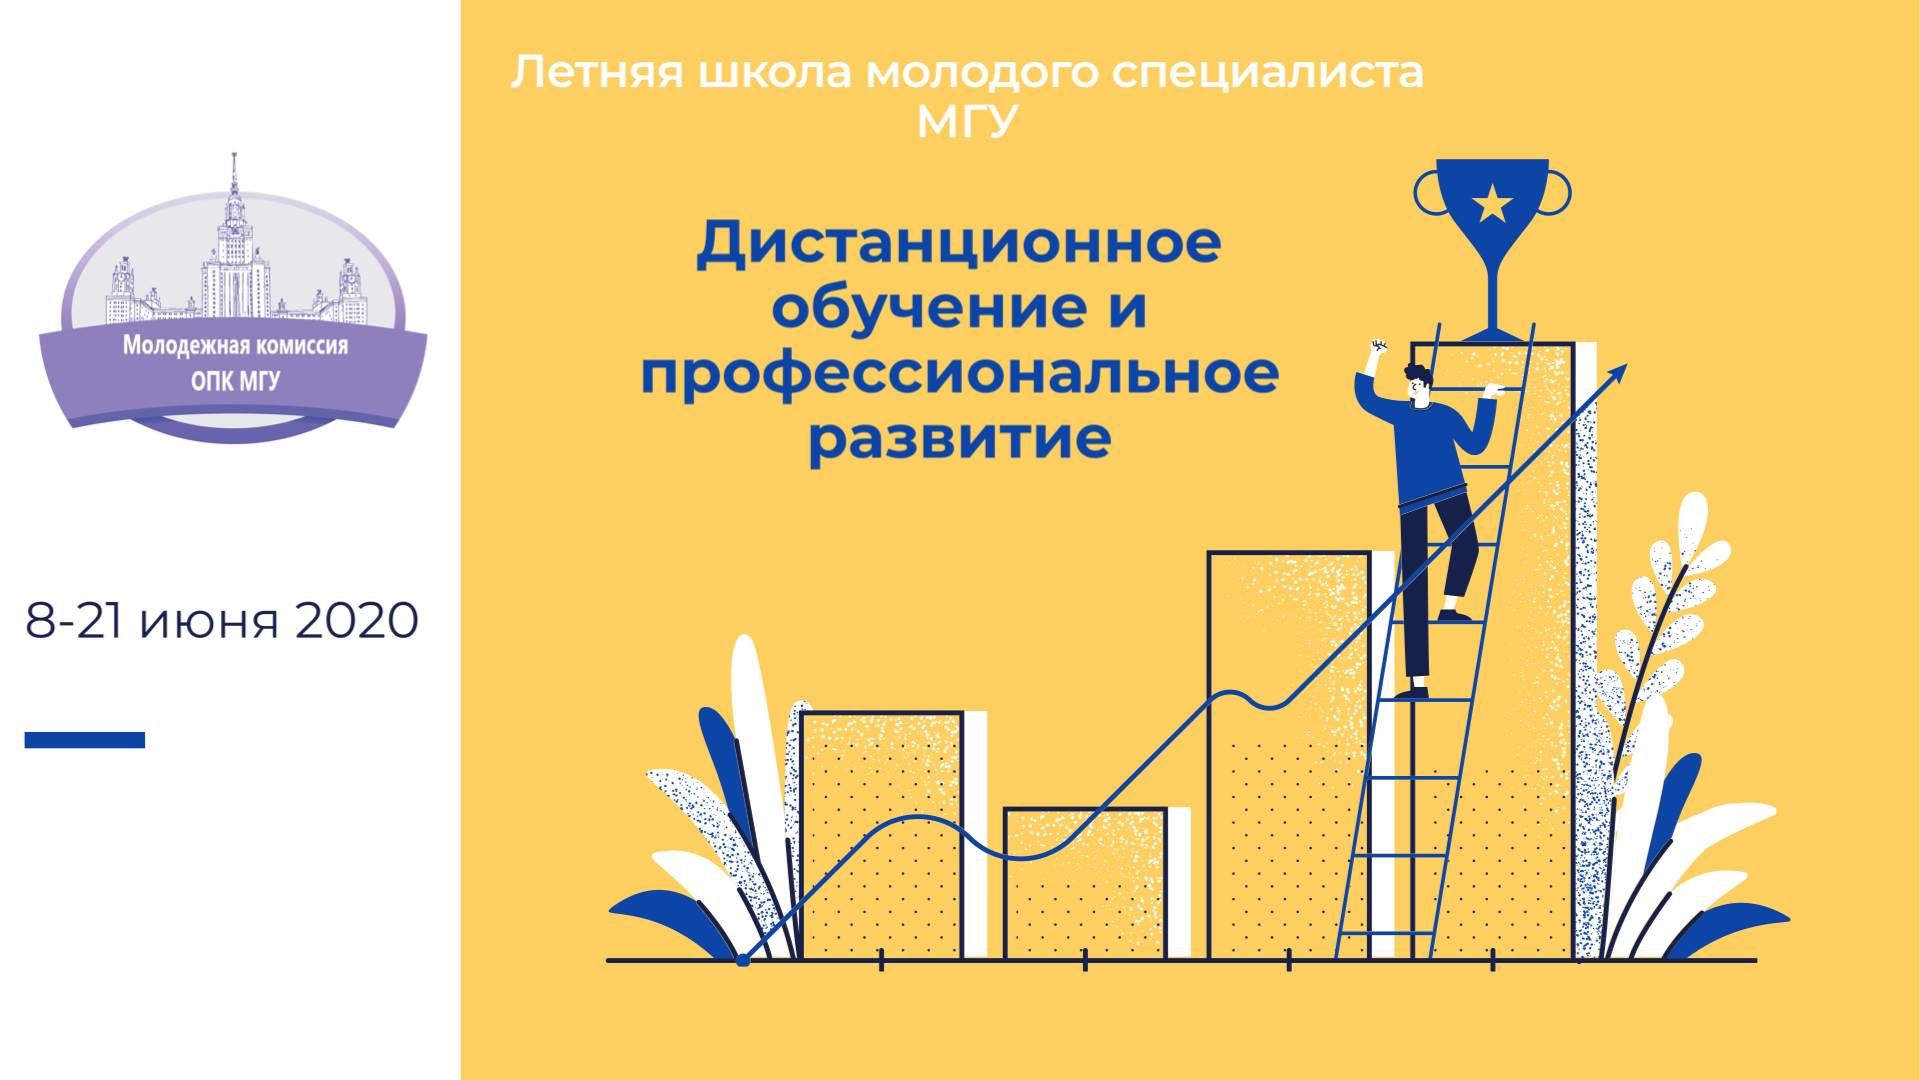 Летняя школа молодого специалиста
МГУ
Дистанционное
обучение и
профессиональное
развитие
Молодежная комиссия
ОПК МГУ
8-21 июня 2020